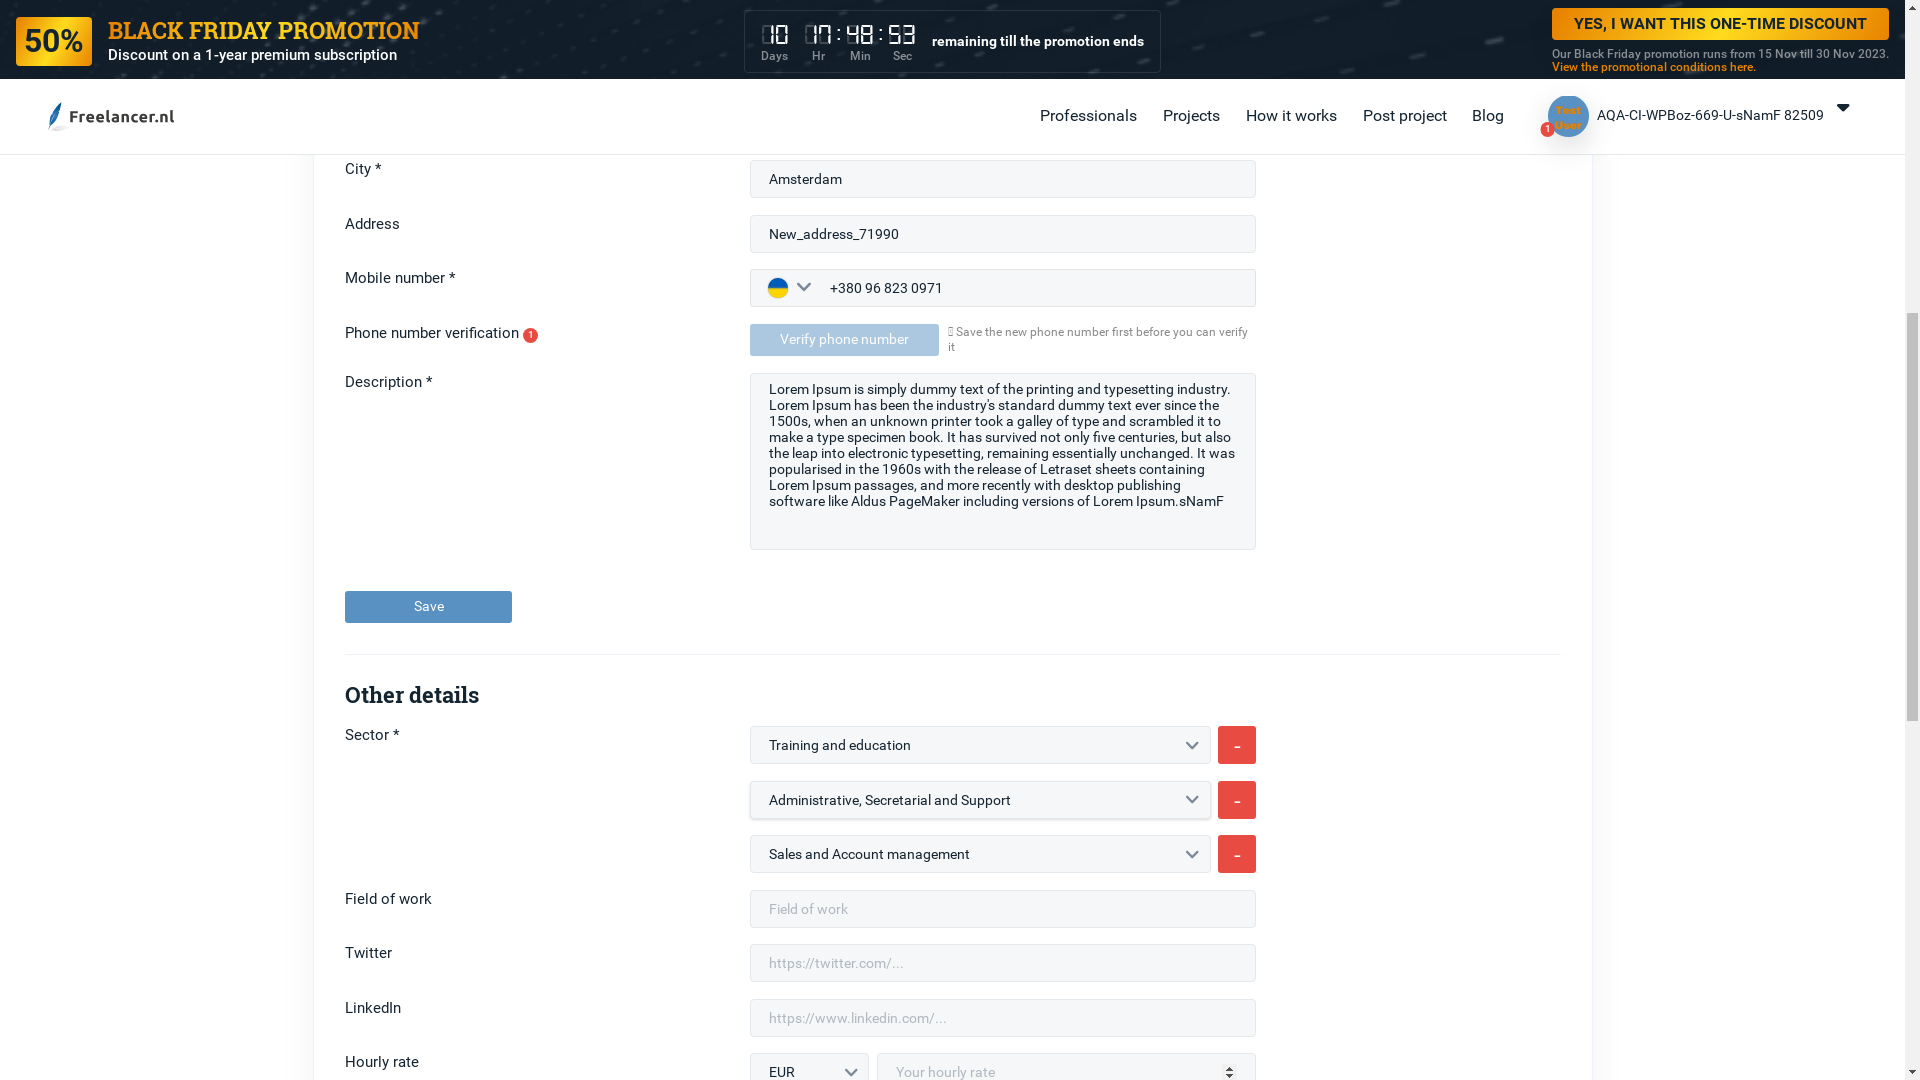 50%
BLACK FRIDAY PROMOTION
Discount on a 1-year premium subscription
10 17 : 48 : 53
Days Hr Min Sec
remaining till the promotion ends
YES, I WANT THIS ONE-TIME DISCOUNT
Our Black Friday promotion runs from 15 Nov till 30 Nov 2023.
View the promotional conditions here.
Freelancer.nl
Professionals Projects How it works Post project Blog
Test
User
1
AQA-CI-WPBoz-669-U-sNamF 82509
City *
Amsterdam
Address
New_address_71990
Mobile number *
+380 96 823 0971
Phone number verification 1
Verify phone number
Save the new phone number first before you can verify
it
Description *
Lorem Ipsum is simply dummy text of the printing and typesetting industry.
Lorem Ipsum has been the industry's standard dummy text ever since the
1500s, when an unknown printer took a galley of type and scrambled it to
make a type specimen book. It has survived not only five centuries, but also
the leap into electronic typesetting, remaining essentially unchanged. It was
popularised in the 1960s with the release of Letraset sheets containing
Lorem Ipsum passages, and more recently with desktop publishing
software like Aldus PageMaker including versions of Lorem Ipsum.sNamF
Save
Other details
Sector *
Training and education
-
Administrative, Secretarial and Support
-
Sales and Account management
-
Field of work
Field of work
Twitter
https://twitter.com/...
LinkedIn
https://www.linkedin.com/...
Hourly rate
EUR
Your hourly rate